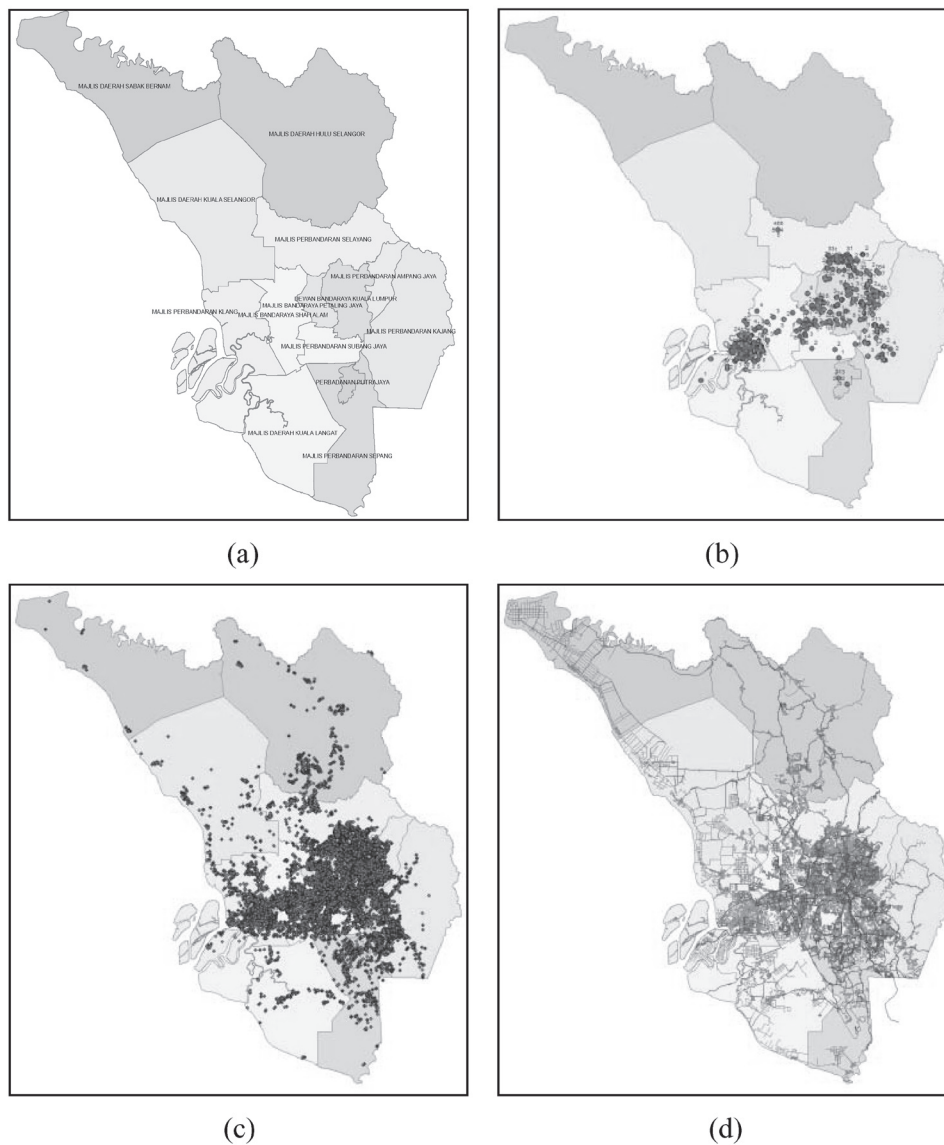 MAJLIS DAERAH SABAK BERNAM
MAJLIS DAERAH HULU SELANGOR
MAJLIS DAERAH KUALA SELANGOR
MAJLIS PERBANDARAN SELAYANG
MAJLIS PERBANDARAN AMPANG JAYA
DEWAN BANDARAYA KUALA LUMPUR
MAJLIS BANDARAYA PETALING JAYA
MAJLIS PERBANDARAN KLANG
MAJLIS BANDARAYA SHAH ALAM
MAJLIS PERBANDARAN KAJANG
MAJLIS PERBANDARAN SUBANG JAYA
PERBADANAN PUTRAJAYA
MAJLIS DAERAH KUALA LANGAT
MAJLIS PERBANDARAN SEPANG
(a)
(b)
(c)
(d)